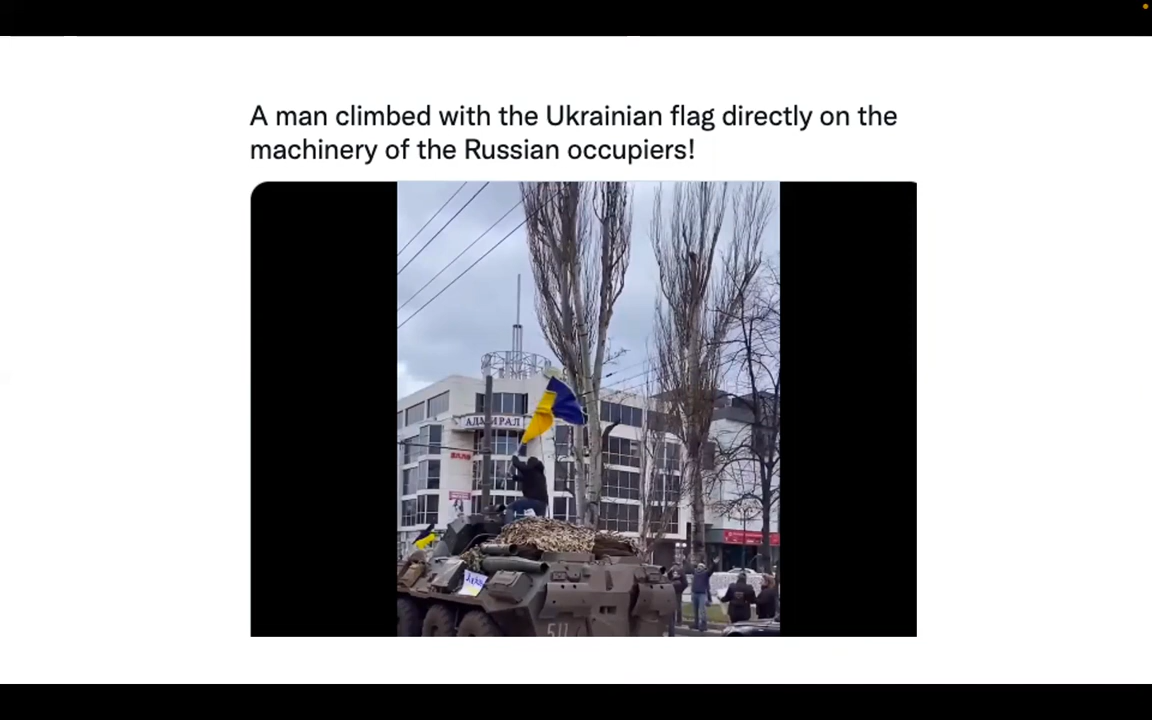 A man climbed with the Ukrainian flag directly on the
machinery of the Russian occupiers!
АДМИРАЛ